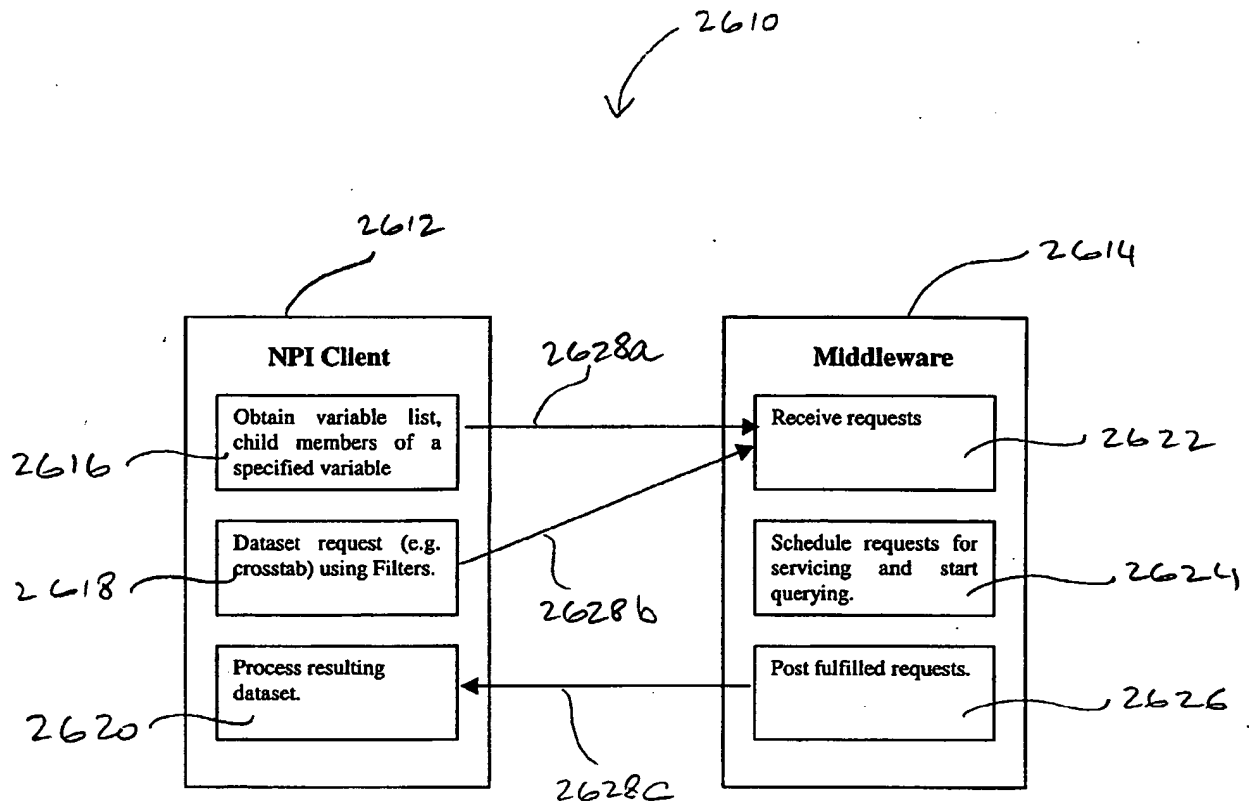 2610
2612
2614
NPI Client
2628a
Middleware
Obtain variable list,
child members of a
specified variable
Receive requests
2616
2622
Dataset request (e.g.
crosstab) using Filters.
Schedule requests for
servicing and start
querying.
2618
2624
2628b
Process resulting
dataset.
Post fulfilled requests.
2620
2626
2628c